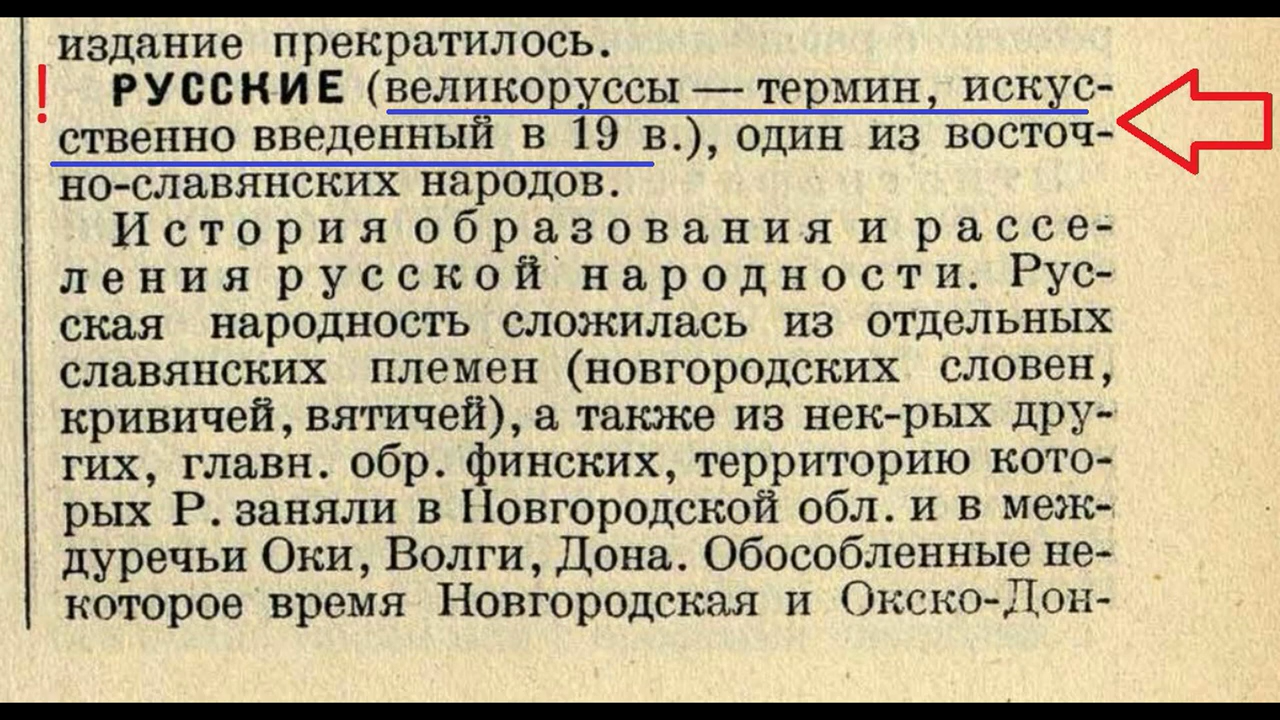 издание прекратилось.
! РУССКИЕ (великоруссы — термин, искус-
ственно введенный в 19 в.), один из восточ-
но-славянских народов.
История образования и рассе-
ления русской народности. Рус-
ская народность сложилась из отдельных
славянских племен (новгородских словен,
кривичей, вятичей), а также из нек-рых дру-
гих, главн. обр. финских, территорию кото-
рых Р. заняли в Новгородской обл. и в меж-
дуречьи Оки, Волги, Дона. Обособленные не-
которое время Новгородская и Окско-Дон-